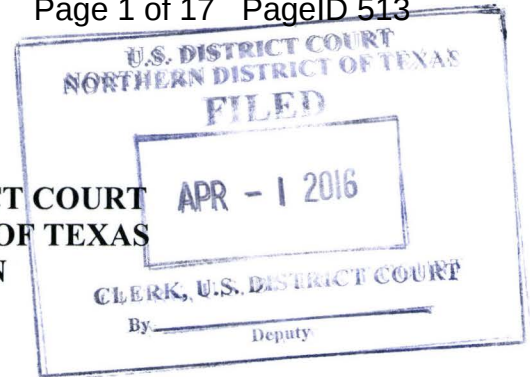 Page 1 of 17 PageID 513
U.S. DISTRICT COURT
NORTHERN DISTRICT OF TEXAS
FILED
CT COURT
OF TEXAS
N
APR - 1 2016
CLERK, U.S. DISTRICT COURT
By
Deputy